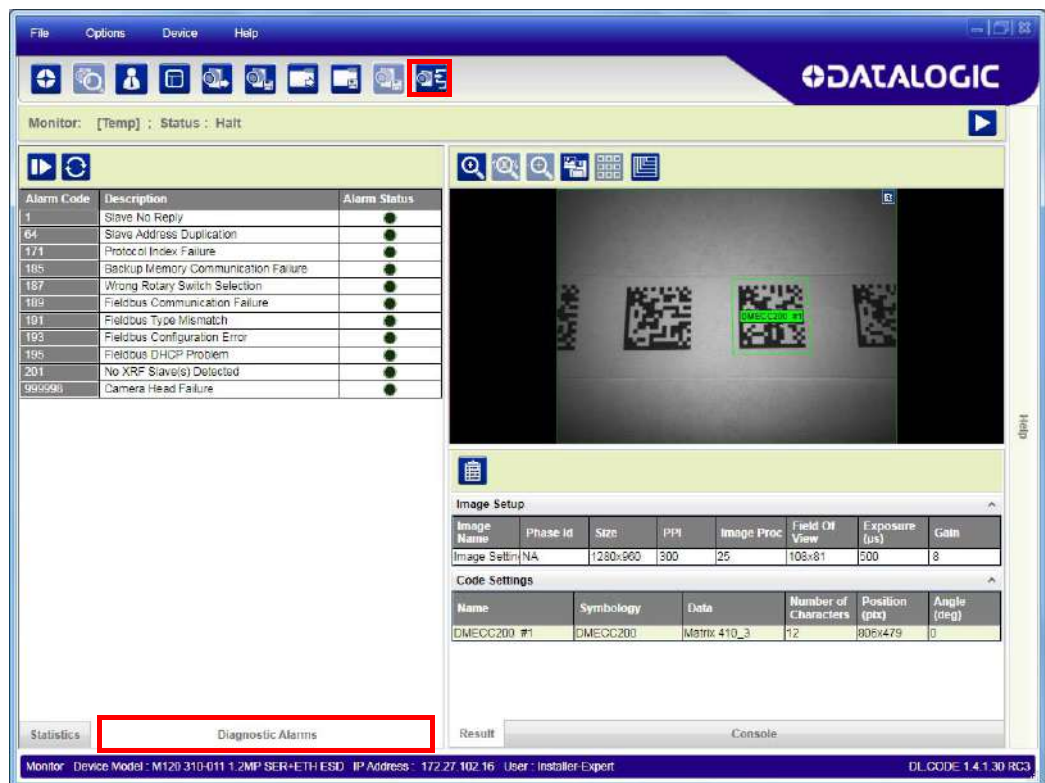 File Options Device Help
DATALOGIC
Monitor: [Temp] ; Status : Halt
Alarm Code Description Alarm Status
1 Slave No Reply
64 Slave Address Duplication
171 Protocol Index Failure
185 Backup Memory Communication Failure
187 Wrong Rotary Switch Selection
189 Fieldbus Communication Failure
191 Fieldbus Type Mismatch
193 Fieldbus Configuration Error
195 Fieldbus DHCP Problem
201 No XRF Slave(s) Detected
999998 Camera Head Failure
DMECC200 #1
Help
Image Setup
Image Name Phase Id Size PPI Image Proc Field Of View Exposure (µs) Gain
Image Settin NA 1280x960 300 25 108x81 500 8
Code Settings
Name Symbology Data Number of Characters Position (ptx) Angle (deg)
DMECC200 #1 DMECC200 Matrix 410_3 12 806x479 0
Statistics Diagnostic Alarms Result Console
Monitor Device Model : M120 310-011 1.2MP SER+ETH ESD IP Address : 172.27.102.16 User : Installer-Expert DL.CODE 1.4.1.30 RC3